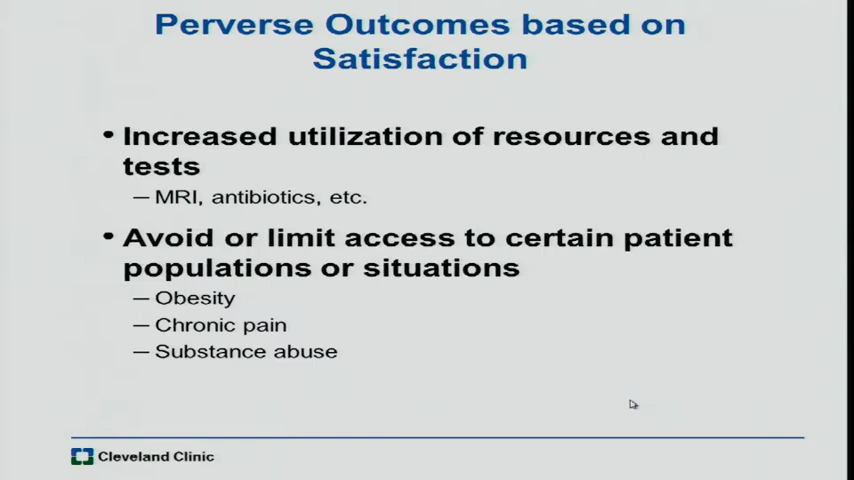 Perverse Outcomes based on
Satisfaction
• Increased utilization of resources and
tests
– MRI, antibiotics, etc.
• Avoid or limit access to certain patient
populations or situations
– Obesity
– Chronic pain
– Substance abuse
Cleveland Clinic